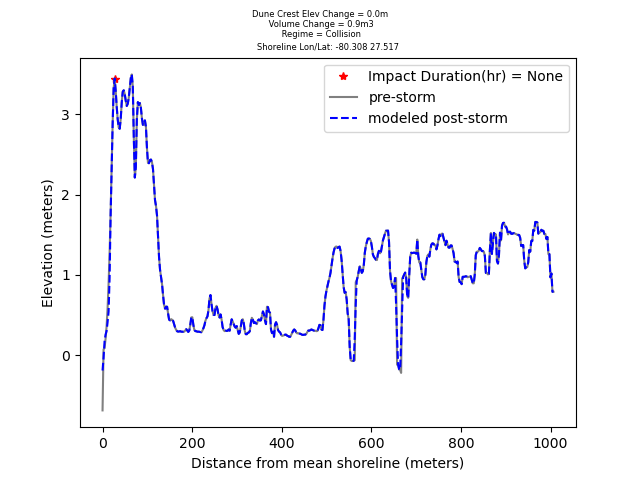 Dune Crest Elev Change = 0.0m
Volume Change = 0.9m3
Regime = Collision
Shoreline Lon/Lat: -80.308 27.517
Impact Duration(hr) = None
pre-storm
modeled post-storm
Elevation (meters)
3
2
1
0
0 200 400 600 800 1000
Distance from mean shoreline (meters)